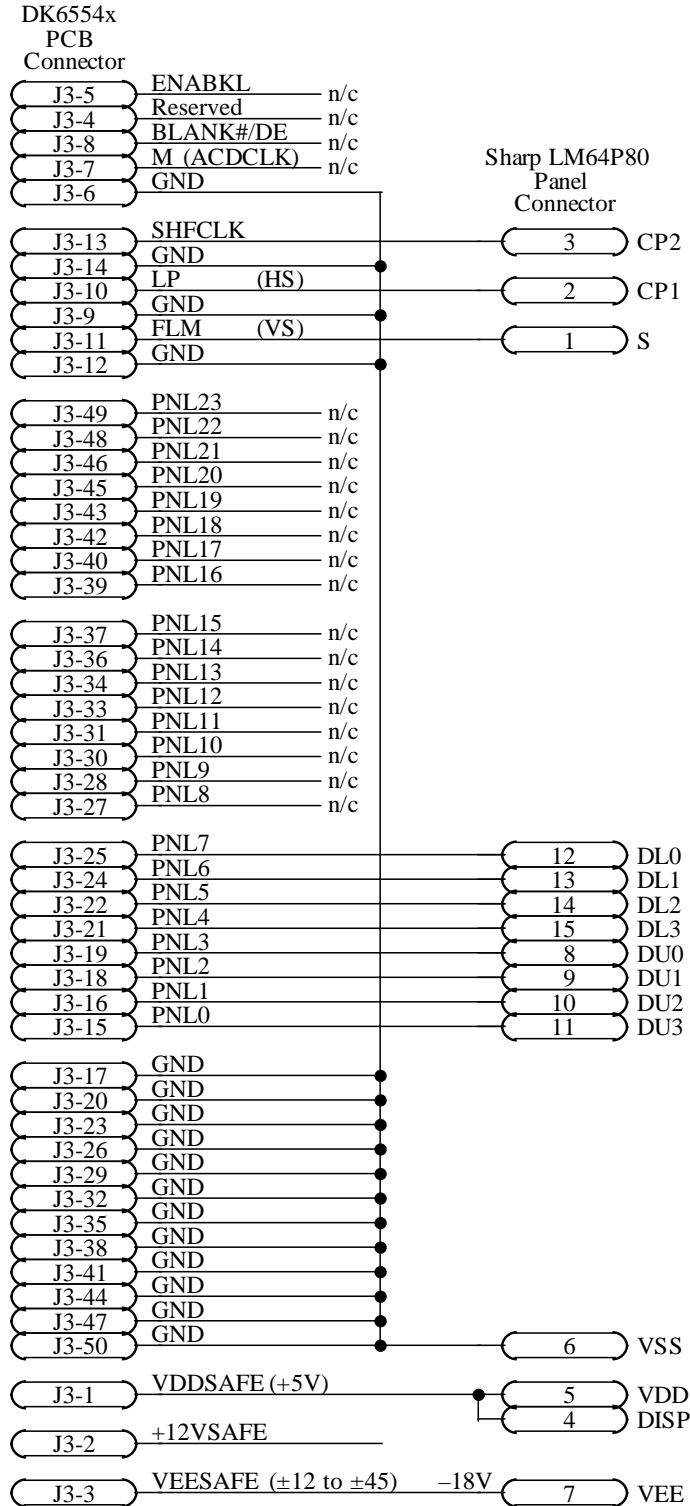 DK6554x
PCB
Connector
J3-5 ENABKL n/c
J3-4 Reserved n/c
J3-8 BLANK#/DE n/c
J3-7 M (ACDCLK) n/c
J3-6 GND
Sharp LM64P80
Panel
Connector
J3-13 SHFCLK 3 CP2
J3-14 GND
J3-10 LP (HS) 2 CP1
J3-9 GND
J3-11 FLM (VS) 1 S
J3-12 GND
J3-49 PNL23 n/c
J3-48 PNL22 n/c
J3-46 PNL21 n/c
J3-45 PNL20 n/c
J3-43 PNL19 n/c
J3-42 PNL18 n/c
J3-40 PNL17 n/c
J3-39 PNL16 n/c
J3-37 PNL15 n/c
J3-36 PNL14 n/c
J3-34 PNL13 n/c
J3-33 PNL12 n/c
J3-31 PNL11 n/c
J3-30 PNL10 n/c
J3-28 PNL9 n/c
J3-27 PNL8 n/c
J3-25 PNL7 12 DL0
J3-24 PNL6 13 DL1
J3-22 PNL5 14 DL2
J3-21 PNL4 15 DL3
J3-19 PNL3 8 DU0
J3-18 PNL2 9 DU1
J3-16 PNL1 10 DU2
J3-15 PNL0 11 DU3
J3-17 GND
J3-20 GND
J3-23 GND
J3-26 GND
J3-29 GND
J3-32 GND
J3-35 GND
J3-38 GND
J3-41 GND
J3-44 GND
J3-47 GND
J3-50 GND 6 VSS
J3-1 VDDSAFE (+5V) 5 VDD
4 DISP
J3-2 +12VSAFE
J3-3 VEESAFE (±12 to ±45) –18V 7 VEE